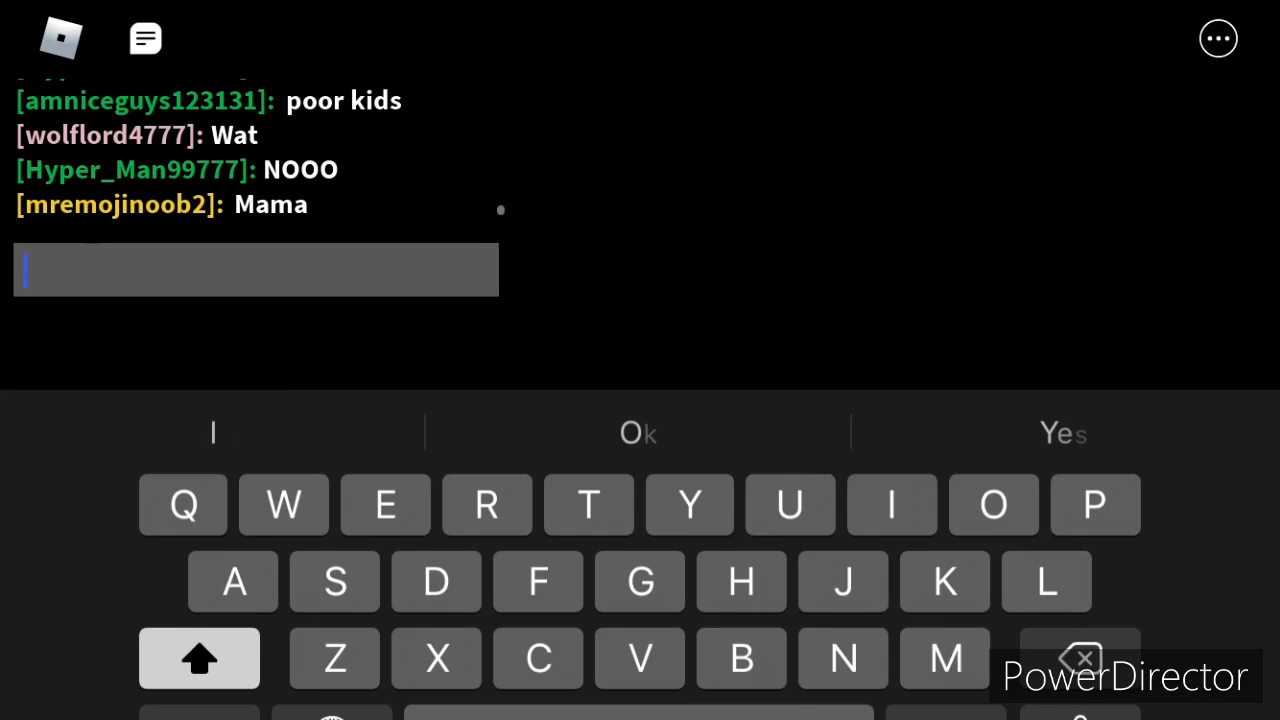 [amniceguys123131]: poor kids
[wolflord4777]: Wat
[Hyper_Man99777]: NOOO
[mremojinoob2]: Mama
I Ok Yes
Q W E R T Y U I O P
A S D F G H J K L
Z X C V B N M
PowerDirector